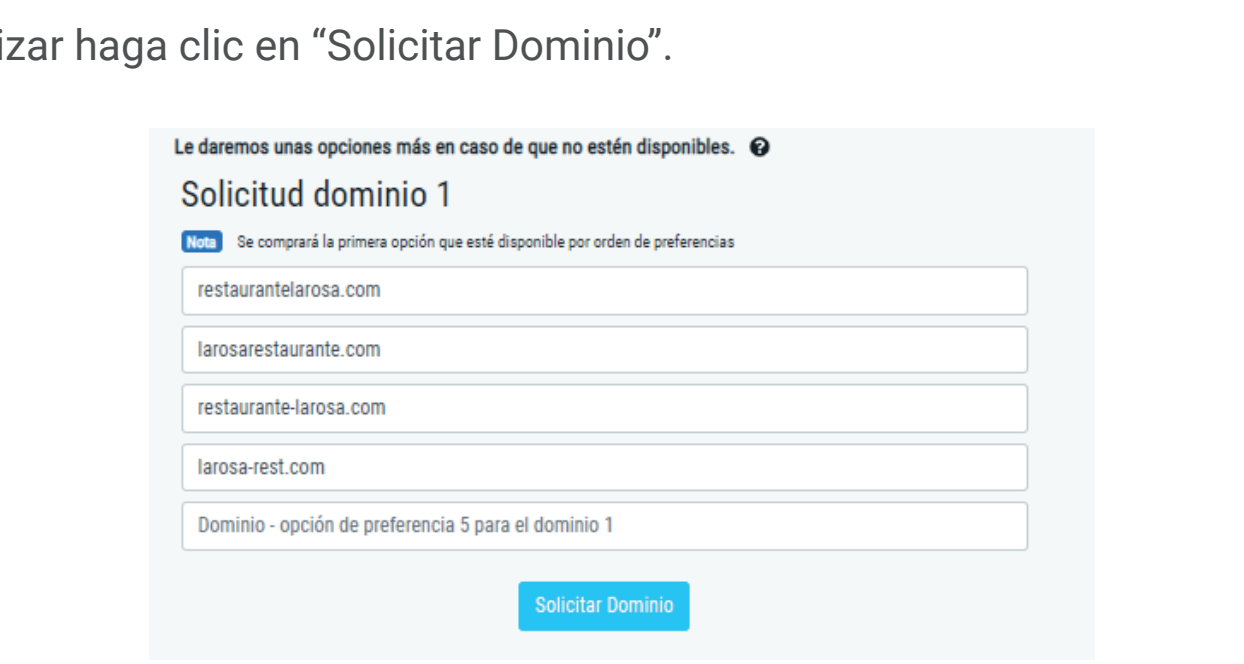 izar haga clic en “Solicitar Dominio”.
Le daremos unas opciones más en caso de que no estén disponibles.
Solicitud dominio 1
Nota Se comprará la primera opción que esté disponible por orden de preferencias
restaurantelarosa.com
larosarestaurante.com
restaurante-larosa.com
larosa-rest.com
Dominio - opción de preferencia 5 para el dominio 1
Solicitar Dominio